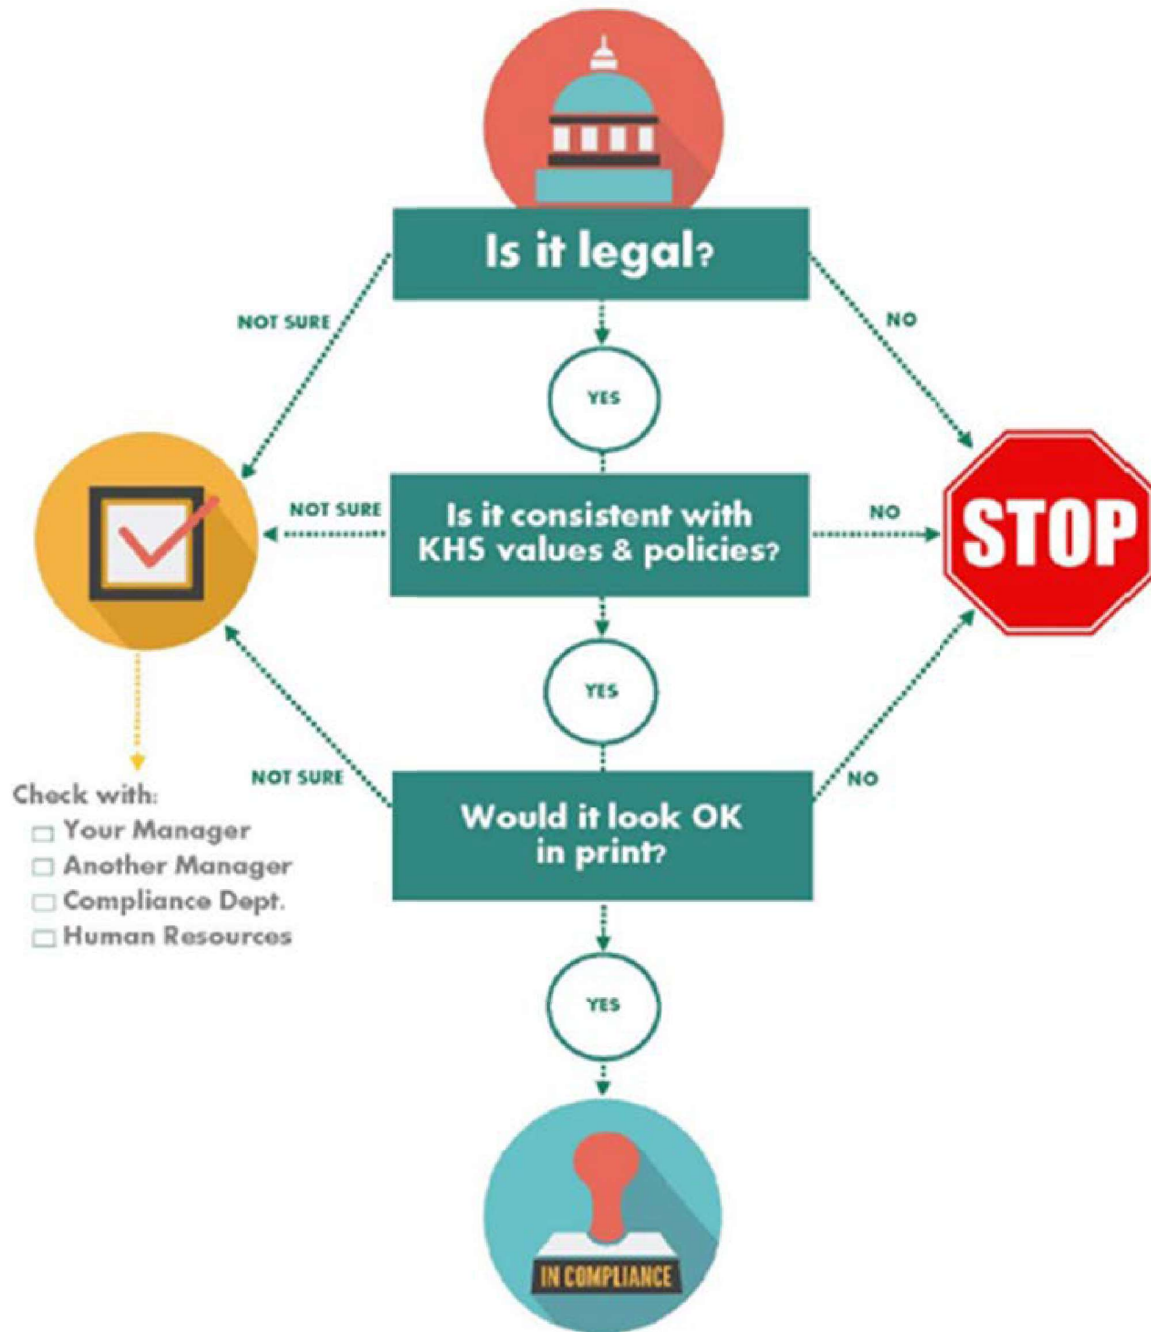 Is it legal?
NOT SURE
NO
YES
NOT SURE
Is it consistent with
KHS values & policies?
NO
STOP
YES
NOT SURE
Would it look OK
in print?
NO
Check with:
Your Manager
Another Manager
Compliance Dept.
Human Resources
YES
IN COMPLIANCE